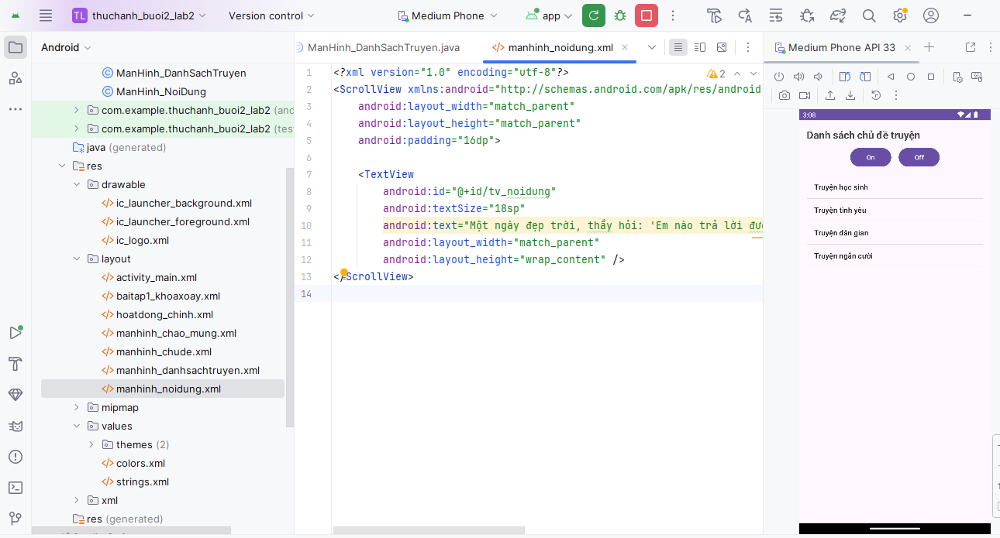 TL thuchanh_buoi2_lab2
Version control
Medium Phone
app
Android
ManHinh_DanhSachTruyen
ManHinh_NoiDung
com.example.thuchanh_buoi2_lab2 (and
com.example.thuchanh_buoi2_lab2 (tes
java (generated)
res
drawable
ic_launcher_background.xml
ic_launcher_foreground.xml
ic_logo.xml
layout
activity_main.xml
baitap1_khoaxoay.xml
hoatdong_chinh.xml
manhinh_chao_mung.xml
manhinh_chude.xml
manhinh_danhsachtruyen.xml
manhinh_noidung.xml
mipmap
values
themes (2)
colors.xml
strings.xml
xml
res (generated)
ManHinh_DanhSachTruyen.java
manhinh_noidung.xml
2
1 <?xml version="1.0" encoding="utf-8"?>
2 <ScrollView xmlns:android="http://schemas.android.com/apk/res/android
3 android:layout_width="match_parent"
4 android:layout_height="match_parent"
5 android:padding="16dp">
6
7 <TextView
8 android:id="@+id/tv_noidung"
9 android:textSize="18sp"
10 android:text="Một ngày đẹp trời, thầy hỏi: 'Em nào trả lời đư
11 android:layout_width="match_parent"
12 android:layout_height="wrap_content" />
13 </ScrollView>
14
Medium Phone API 33
3:08
Danh sách chủ đề truyện
On
Off
Truyện học sinh
Truyện tình yêu
Truyện dân gian
Truyện ngắn cười